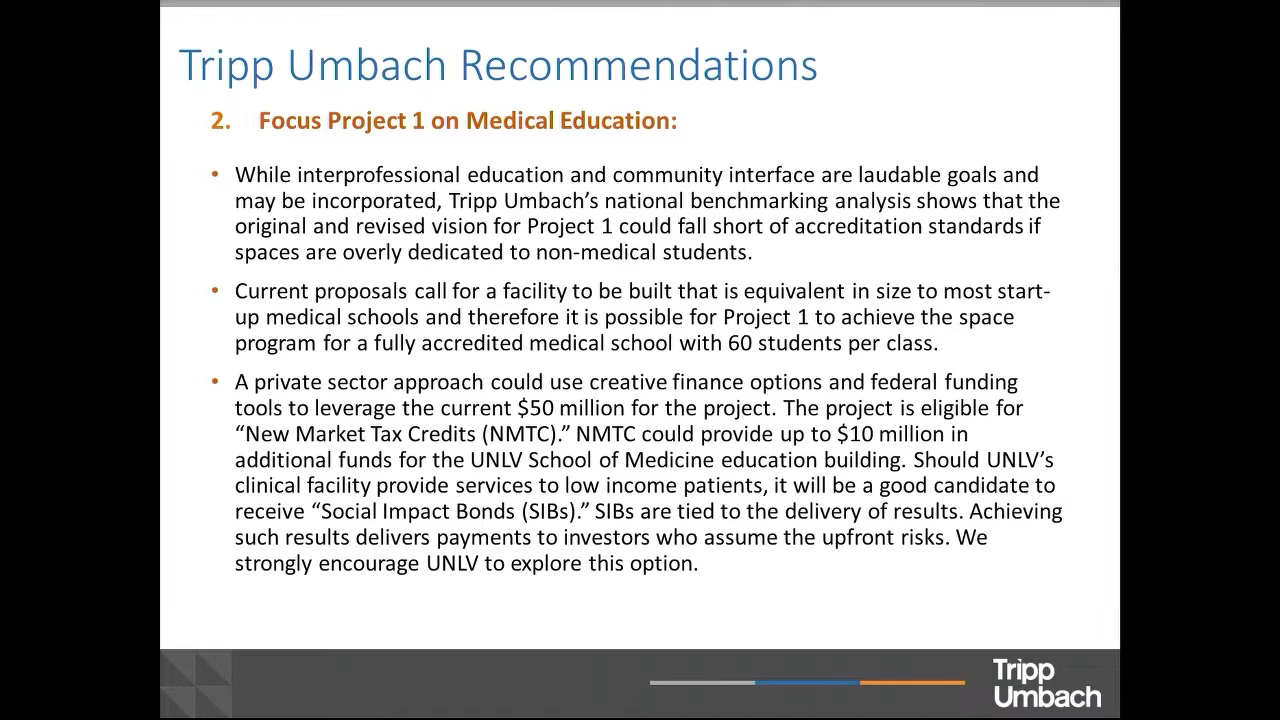 Tripp Umbach Recommendations
2. Focus Project 1 on Medical Education:
• While interprofessional education and community interface are laudable goals and
may be incorporated, Tripp Umbach’s national benchmarking analysis shows that the
original and revised vision for Project 1 could fall short of accreditation standards if
spaces are overly dedicated to non-medical students.
• Current proposals call for a facility to be built that is equivalent in size to most start-
up medical schools and therefore it is possible for Project 1 to achieve the space
program for a fully accredited medical school with 60 students per class.
• A private sector approach could use creative finance options and federal funding
tools to leverage the current $50 million for the project. The project is eligible for
“New Market Tax Credits (NMTC).” NMTC could provide up to $10 million in
additional funds for the UNLV School of Medicine education building. Should UNLV’s
clinical facility provide services to low income patients, it will be a good candidate to
receive “Social Impact Bonds (SIBs).” SIBs are tied to the delivery of results. Achieving
such results delivers payments to investors who assume the upfront risks. We
strongly encourage UNLV to explore this option.
Tripp
Umbach